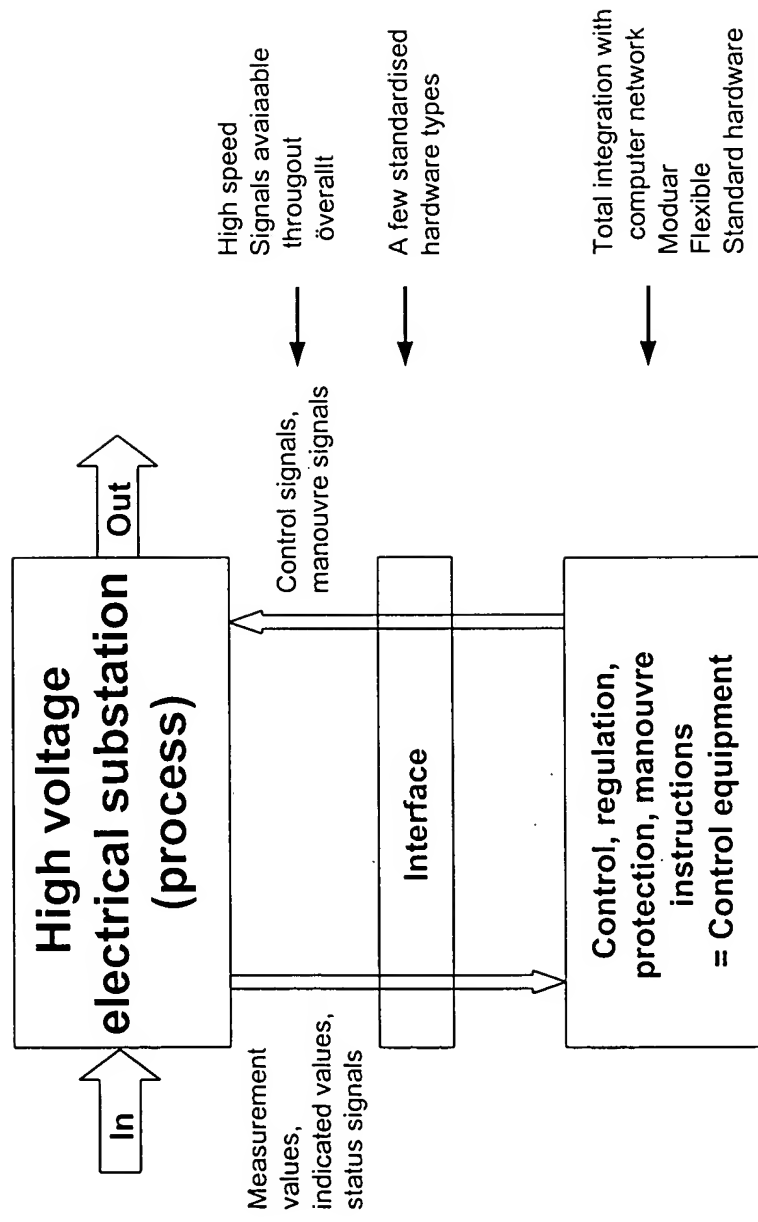 In
High voltage
electrical substation
(process)
Out
Measurement
values,
indicated values,
status signals
Control signals,
manouvre signals
High speed
Signals avaiaable
througout
överallt
Interface
A few standardised
hardware types
Control, regulation,
protection, manouvre
instructions
= Control equipment
Total integration with
computer network
Moduar
Flexible
Standard hardware